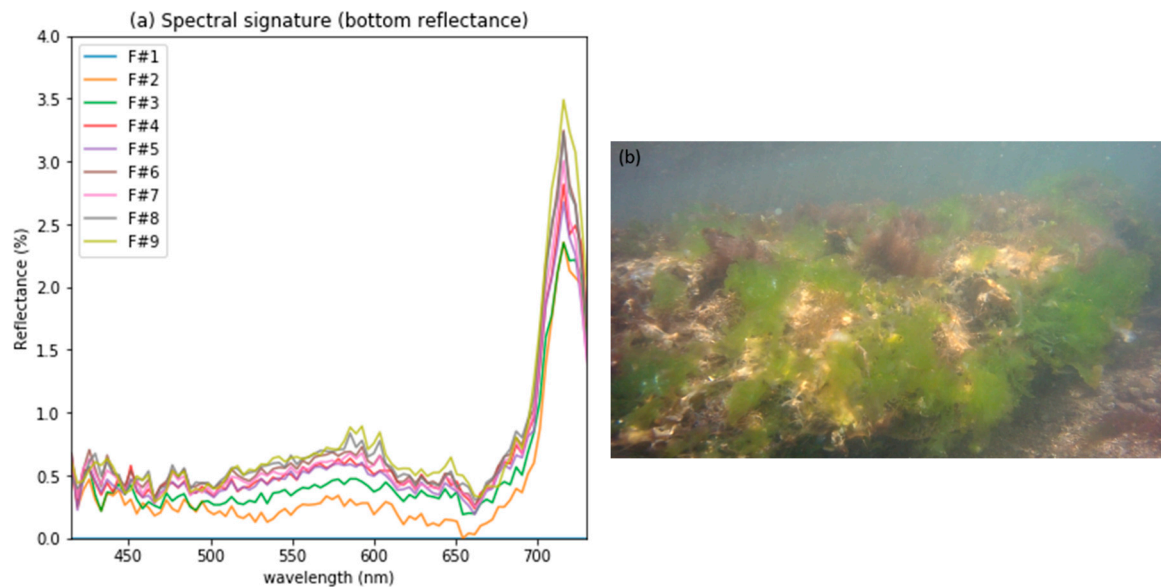 (a) Spectral signature (bottom reflectance)
4.0
3.5
3.0
2.5
2.0
1.5
1.0
0.5
0.0
Reflectance (%)
F#1
F#2
F#3
F#4
F#5
F#6
F#7
F#8
F#9
450 500 550 600 650 700
wavelength (nm)
(b)